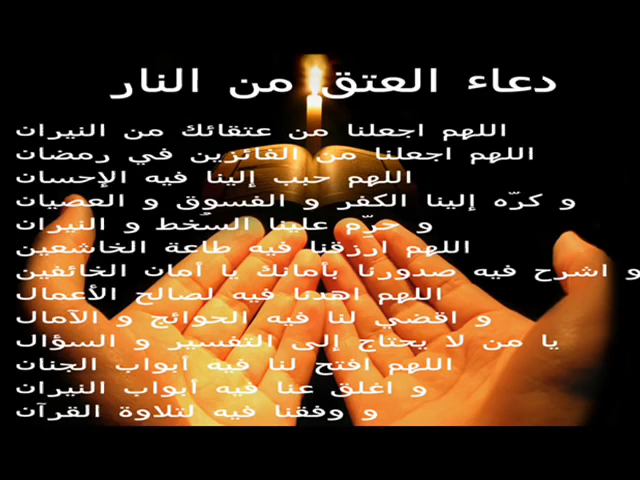 دعاء العتق من النار
اللهم اجعلنا من عتقائك من النيران
اللهم اجعلنا من الفائزين في رمضان
اللهم حبب إلينا فيه الإحسان
و كرّه إلينا الكفر و الفسوق و العصيان
و حرّم علينا السّخط و النيران
اللهم ارزقنا فيه طاعة الخاشعين
و اشرح فيه صدورنا بأمانك يا أمان الخائفين
اللهم اهدنا فيه لصالح الأعمال
و اقضي لنا فيه الحوائج و الآمال
يا من لا يحتاج إلى التفسير و السؤال
اللهم افتح لنا فيه أبواب الجنان
و اغلق عنا فيه أبواب النيران
و وفقنا فيه لتلاوة القرآن